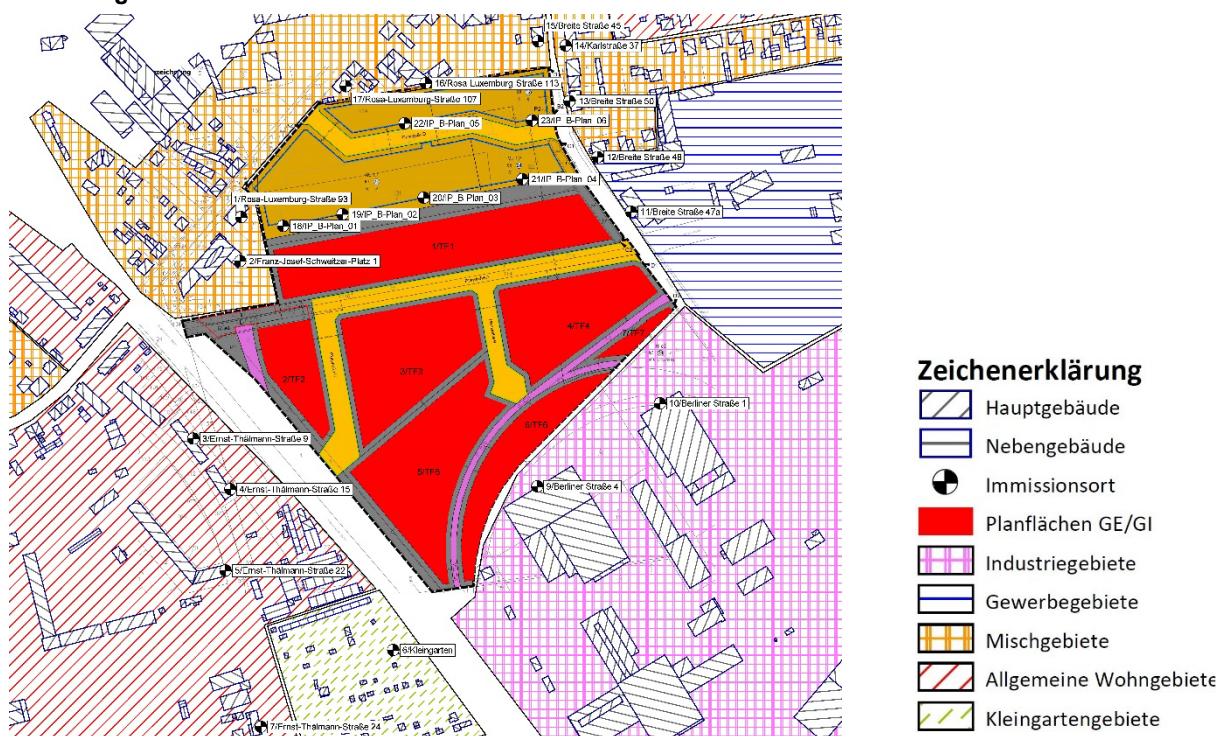 15/Breite Straße 45
14/Karlstraße 37
zeichnung
16/Rosa Luxemburg Straße 113
17/Rosa-Luxemburg-Straße 107
13/Breite Straße 50
22/IP_B-Plan_05
23/IP_B-Plan_06
12/Breite Straße 48
21/IP_B-Plan_04
1/Rosa-Luxemburg-Straße 93
20/IP_B-Plan_03
19/IP_B-Plan_02
11/Breite Straße 47a
18/IP_B-Plan_01
1/TF1
2/Franz-Josef-Schweitzer-Platz 1
4/TF4
7/TF7
3/TF3
2/TF2
10/Berliner Straße 1
6/TF6
3/Ernst-Thälmann-Straße 9
5/TF5
9/Berliner Straße 4
4/Ernst-Thälmann-Straße 15
5/Ernst-Thälmann-Straße 22
6/Kleingarten
7/Ernst-Thälmann-Straße 24
Zeichenerklärung
Hauptgebäude
Nebengebäude
Immissionsort
Planflächen GE/GI
Industriegebiete
Gewerbegebiete
Mischgebiete
Allgemeine Wohngebiete
Kleingartengebiete